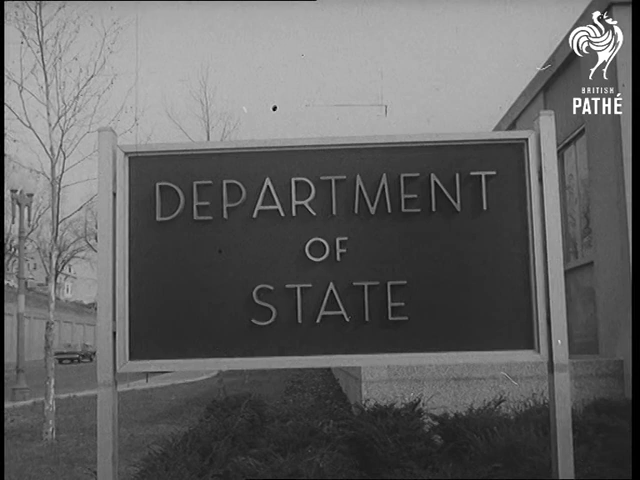 BRITISH
PATHÉ
DEPARTMENT
OF
STATE